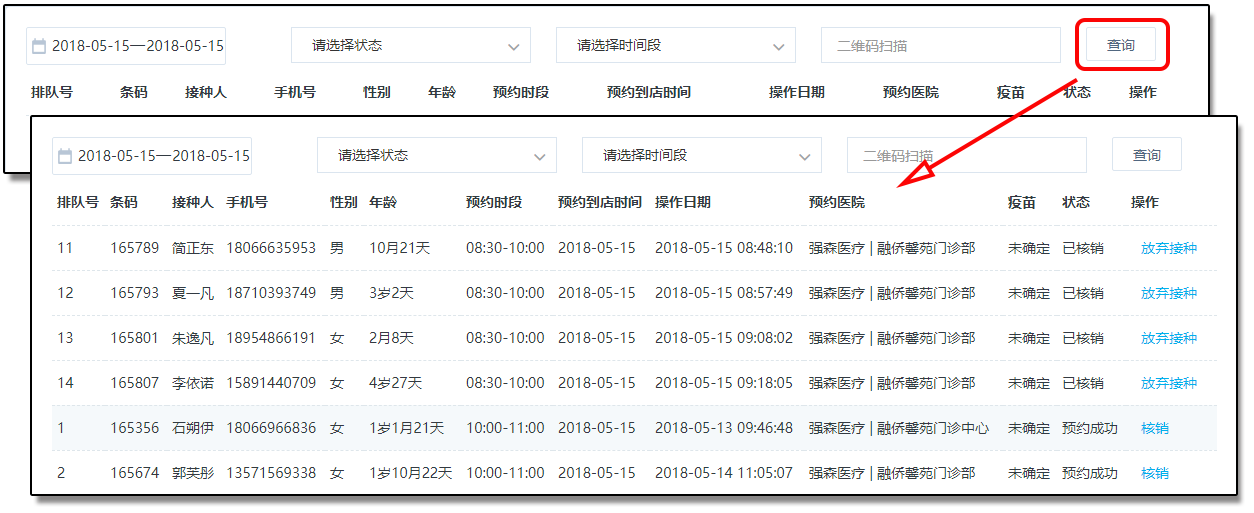 2018-05-15—2018-05-15 请选择状态 请选择时间段 二维码扫描 查询
排队号 条码 接种人 手机号 性别 年龄 预约时段 预约到店时间 操作日期 预约医院 疫苗 状态 操作
2018-05-15—2018-05-15 请选择状态 请选择时间段 二维码扫描 查询
排队号 条码 接种人 手机号 性别 年龄 预约时段 预约到店时间 操作日期 预约医院 疫苗 状态 操作
11 165789 简正东 18066635953 男 10月21天 08:30-10:00 2018-05-15 2018-05-15 08:48:10 强森医疗 | 融侨馨苑门诊部 未确定 已核销 放弃接种
12 165793 夏一凡 18710393749 男 3岁2天 08:30-10:00 2018-05-15 2018-05-15 08:57:49 强森医疗 | 融侨馨苑门诊部 未确定 已核销 放弃接种
13 165801 朱逸凡 18954866191 女 2月8天 08:30-10:00 2018-05-15 2018-05-15 09:08:02 强森医疗 | 融侨馨苑门诊部 未确定 已核销 放弃接种
14 165807 李依诺 15891440709 女 4岁27天 08:30-10:00 2018-05-15 2018-05-15 09:18:05 强森医疗 | 融侨馨苑门诊部 未确定 已核销 放弃接种
1 165356 石朔伊 18066966836 女 1岁1月21天 10:00-11:00 2018-05-15 2018-05-13 09:46:48 强森医疗 | 融侨馨苑门诊中心 未确定 预约成功 核销
2 165674 郭芙彤 13571569338 女 1岁10月22天 10:00-11:00 2018-05-15 2018-05-14 11:05:07 强森医疗 | 融侨馨苑门诊部 未确定 预约成功 核销